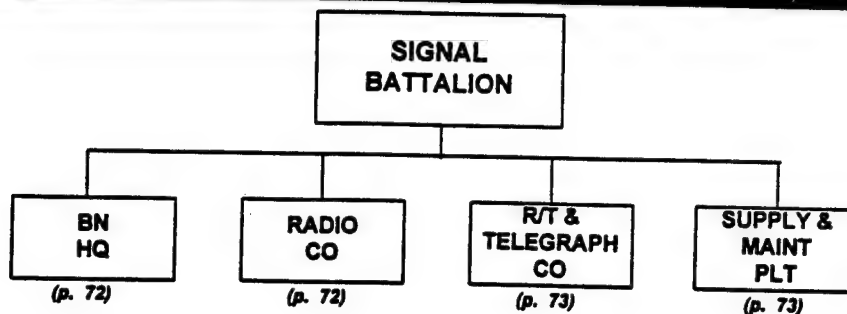 SIGNAL
BATTALION
BN
HQ
(p. 72)
RADIO
CO
(p. 72)
R/T &
TELEGRAPH
CO
(p. 73)
SUPPLY &
MAINT
PLT
(p. 73)